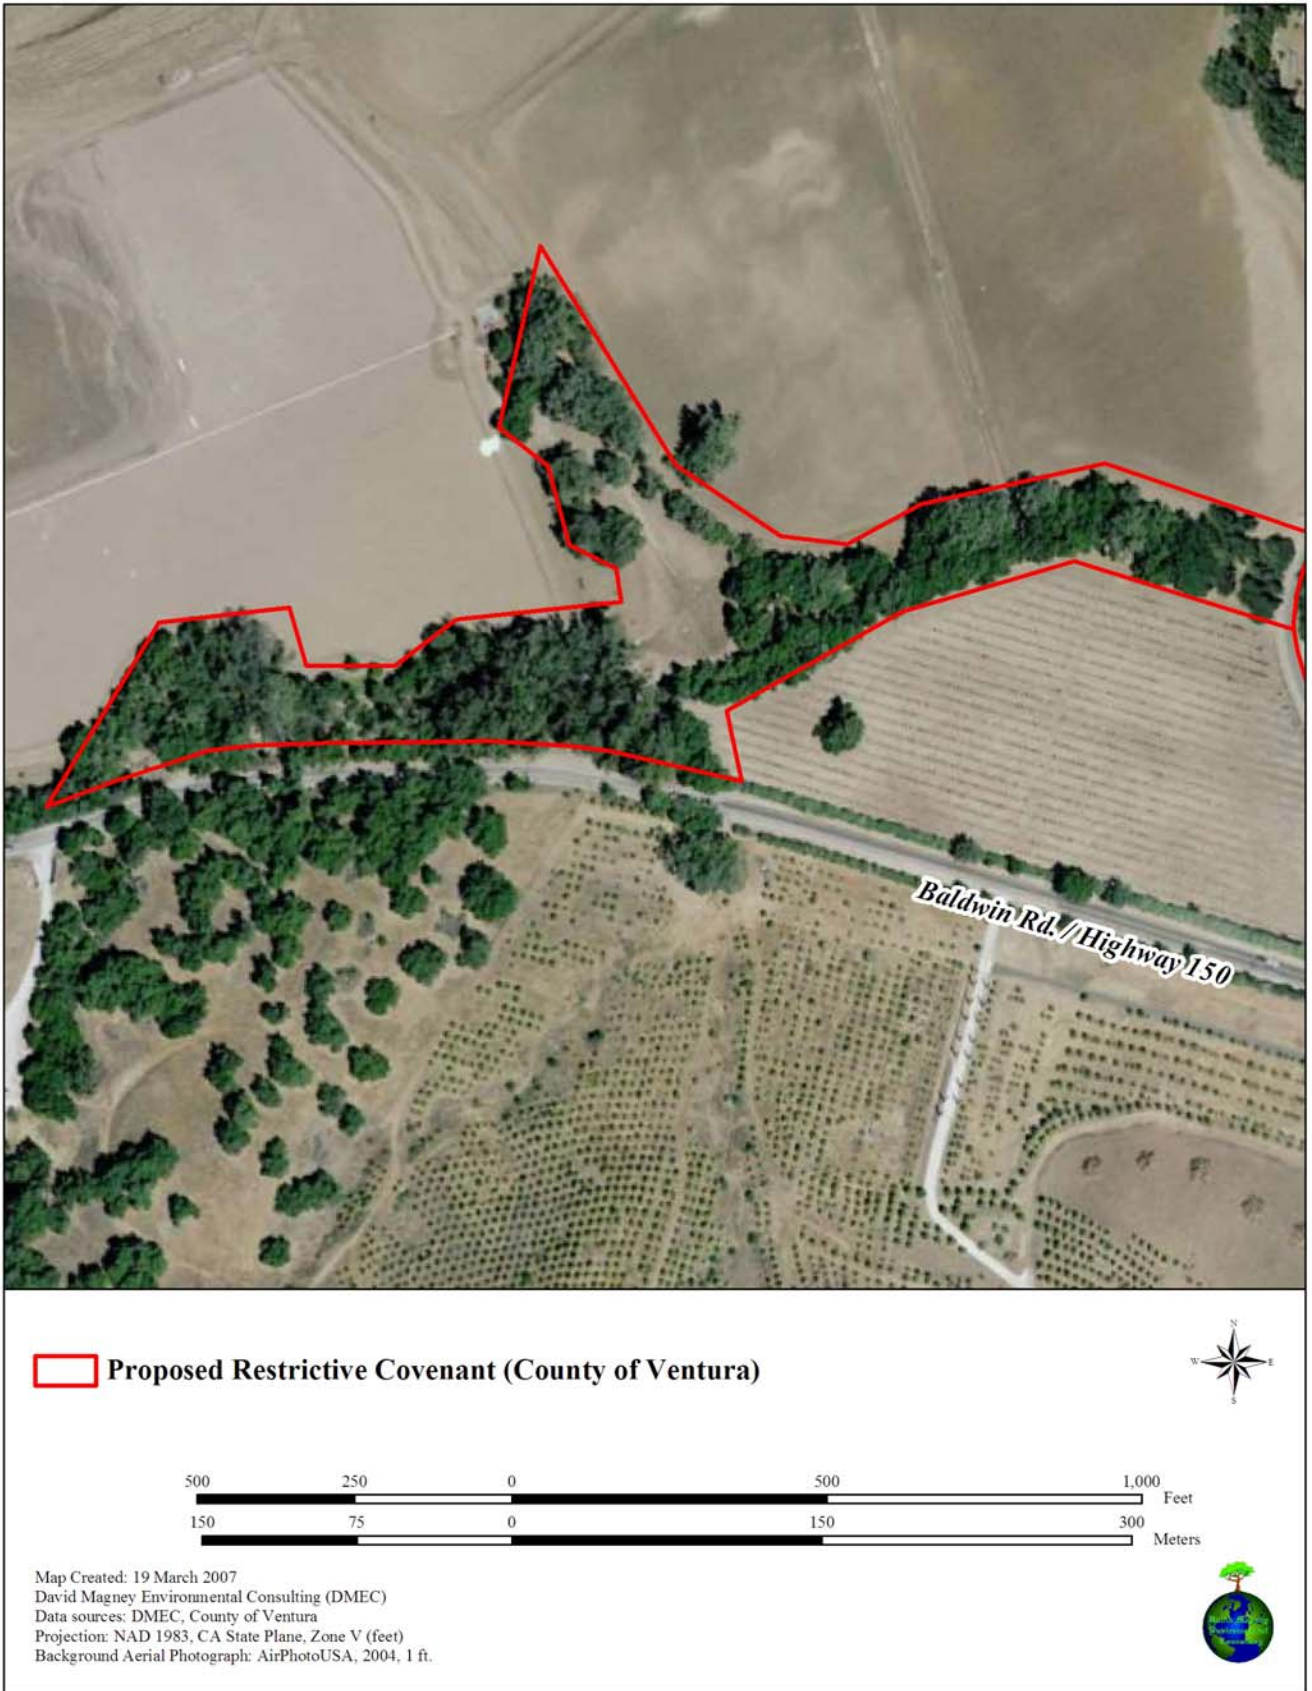 Baldwin Rd. / Highway 150
Proposed Restrictive Covenant (County of Ventura)
N
W E
S
500 250 0 500 1,000
Feet
150 75 0 150 300
Meters
Map Created: 19 March 2007
David Magney Environmental Consulting (DMEC)
Data sources: DMEC, County of Ventura
Projection: NAD 1983, CA State Plane, Zone V (feet)
Background Aerial Photograph: AirPhotoUSA, 2004, 1 ft.